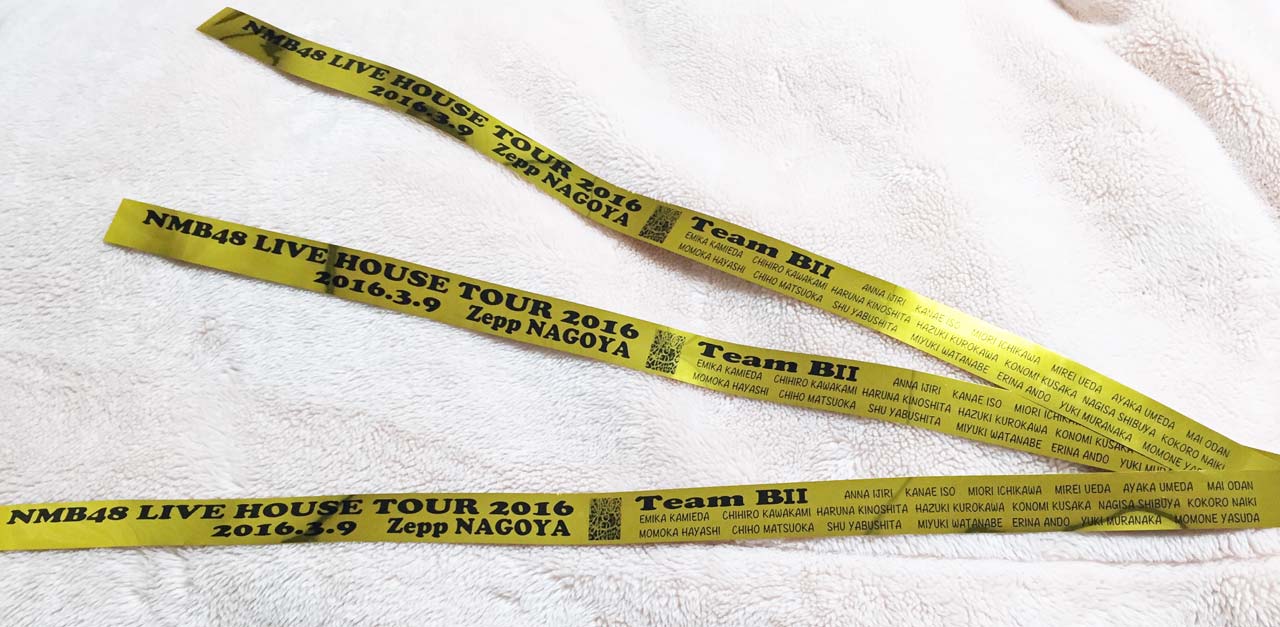 NMB48 LIVE HOUSE TOUR 2016
2016.3.9 Zepp NAGOYA
Team BII ANNA IJIRI KANAE ISO MIORI ICHIKAWA MIREI UEDA AYAKA UMEDA MAI ODAN
EMIKA KAMIEDA CHIHIRO KAWAKAMI HARUNA KINOSHITA HAZUKI KUROKAWA KONOMI KUSAKA NAGISA SHIBUYA KOKORO NAIKI
MOMOKA HAYASHI CHIHO MATSUOKA SHU YABUSHITA MIYUKI WATANABE ERINA ANDO YUKI MURANAKA MOMONE
NMB48 LIVE HOUSE TOUR 2016
2016.3.9 Zepp NAGOYA
Team BII ANNA IJIRI KANAE ISO MIORI
EMIKA KAMIEDA CHIHIRO KAWAKAMI HARUNA KINOSHITA HAZUKI KUROKAWA KONOMI KUSAKA
MOMOKA HAYASHI CHIHO MATSUOKA SHU YABUSHITA MIYUKI WATANABE ERINA ANDO YUKI
NMB48 LIVE HOUSE TOUR 2016
2016.3.9 Zepp NAGOYA
Team BII ANNA IJIRI KANAE ISO MIORI ICHIKAWA MIREI UEDA AYAKA UMEDA MAI ODAN
EMIKA KAMIEDA CHIHIRO KAWAKAMI HARUNA KINOSHITA HAZUKI KUROKAWA KONOMI KUSAKA NAGISA SHIBUYA KOKORO NAIKI
MOMOKA HAYASHI CHIHO MATSUOKA SHU YABUSHITA MIYUKI WATANABE ERINA ANDO YUKI MURANAKA MOMONE YASUDA